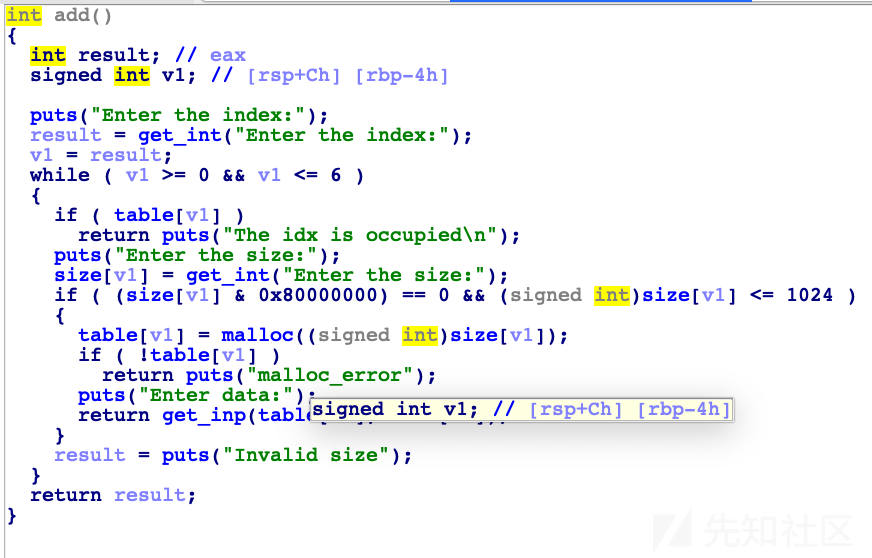 int add()
{
int result; // eax
signed int v1; // [rsp+Ch] [rbp-4h]
puts("Enter the index:");
result = get_int("Enter the index:");
v1 = result;
while ( v1 >= 0 && v1 <= 6 )
{
if ( table[v1] )
return puts("The idx is occupied\n");
puts("Enter the size:");
size[v1] = get_int("Enter the size:");
if ( (size[v1] & 0x80000000) == 0 && (signed int)size[v1] <= 1024 )
{
table[v1] = malloc((signed int)size[v1]);
if ( !table[v1] )
return puts("malloc_error");
puts("Enter data:");
return get_inp(
signed int v1; // [rsp+Ch] [rbp-4h]
}
result = puts("Invalid size");
}
return result;
}
先知社区